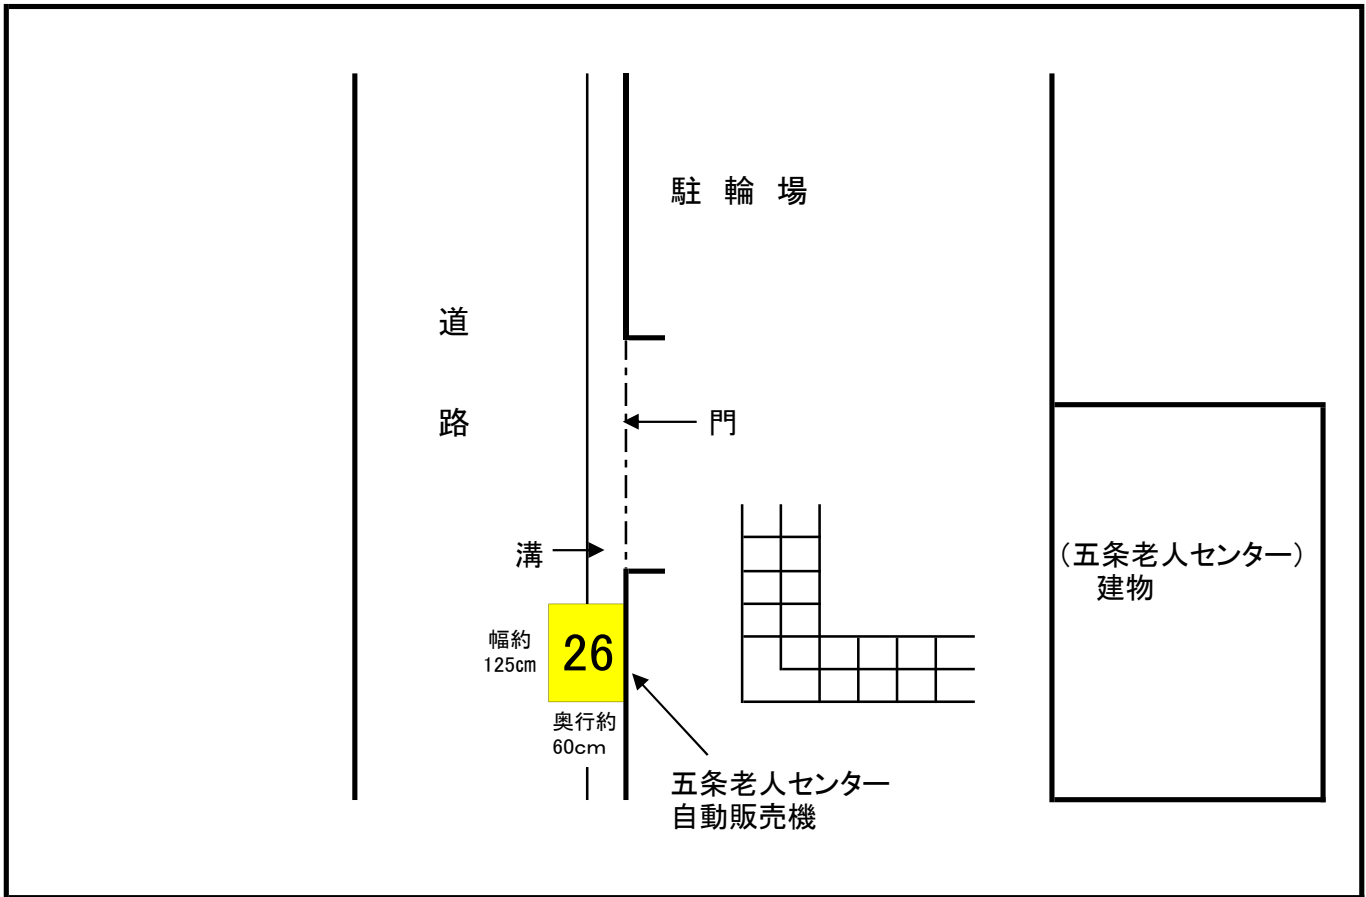 駐 輪 場
道
路
門
溝
(五条老人センター)
建物
幅約
125cm
26
奥行約
60cm
五条老人センター
自動販売機